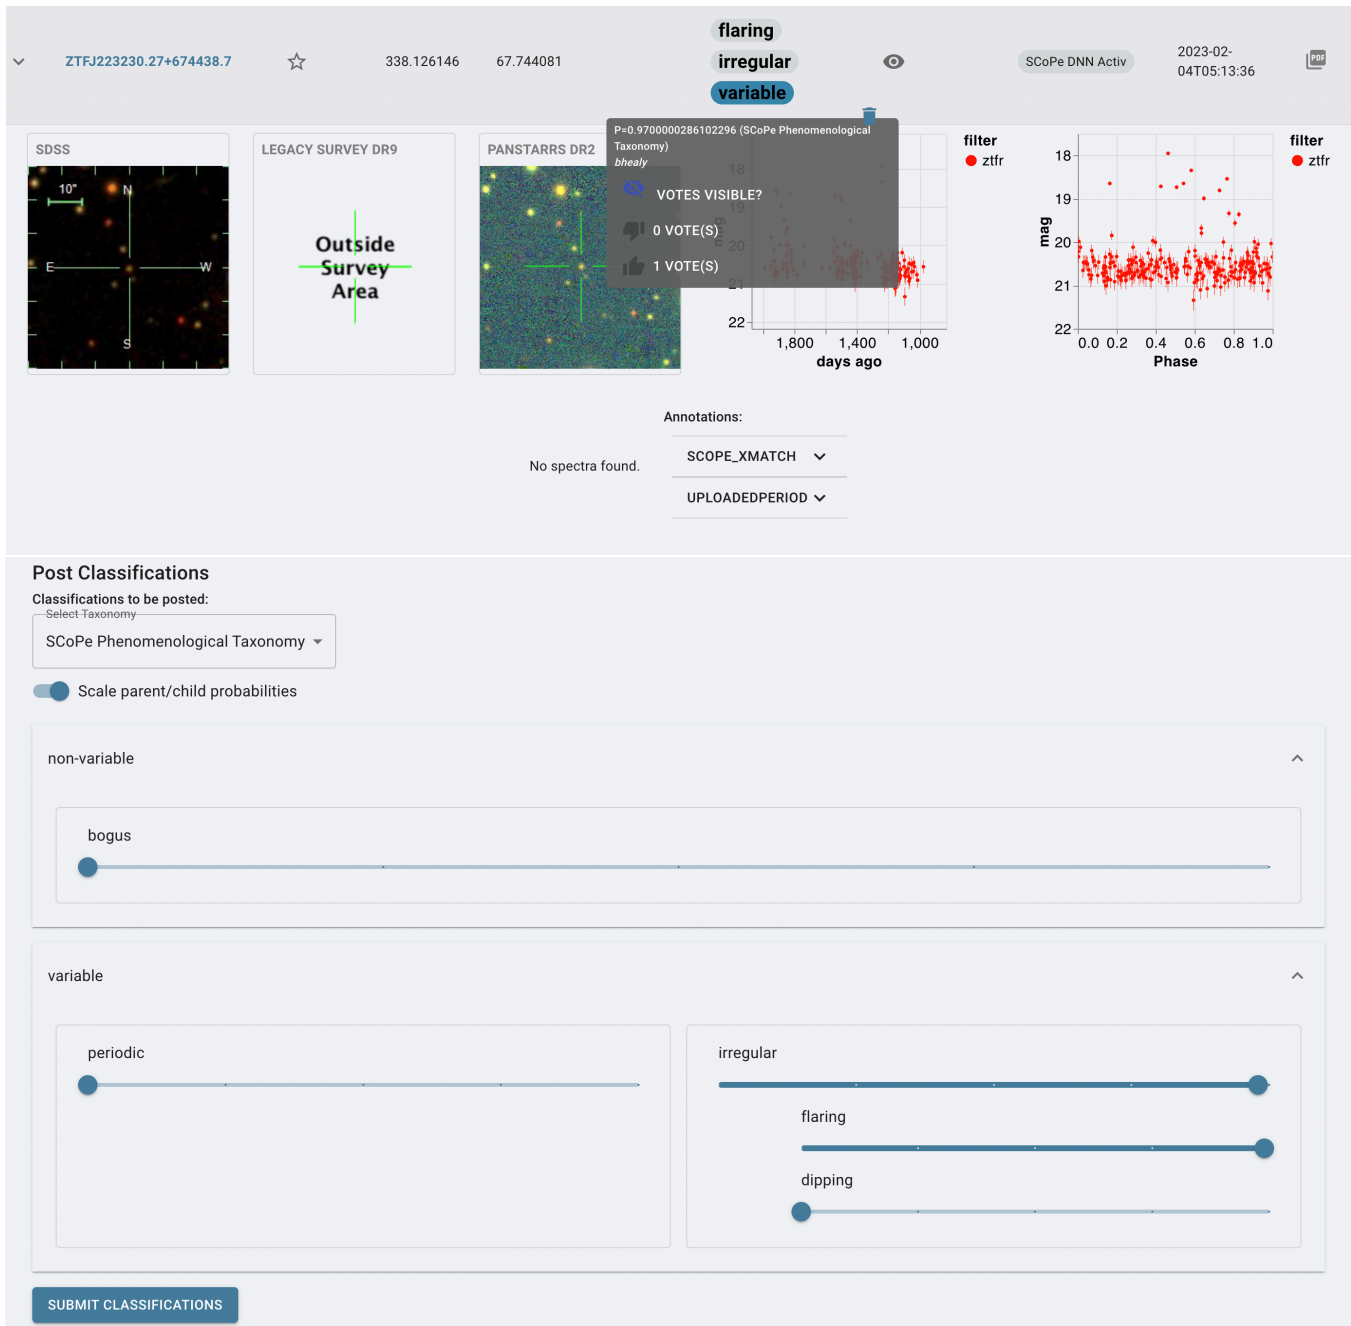 flaring
ZTFJ223230.27+674438.7 338.126146 67.744081 irregular SCoPe DNN Activ 2023-02-
04T05:13:36 PDF
variable
SDSS
10"
N
E
W
S
LEGACY SURVEY DR9
Outside
Survey
Area
PANSTARRS DR2
P=0.9700000286102296 (SCoPe Phenomenological
Taxonomy)
bhealy
VOTES VISIBLE?
0 VOTE(S)
1 VOTE(S)
mag
18
19
20
21
22
1,800 1,400 1,000
days ago
filter
ztfr
mag
18
19
20
21
22
0.0 0.2 0.4 0.6 0.8 1.0
Phase
filter
ztfr
No spectra found.
Annotations:
SCOPE_XMATCH
UPLOADEDPERIOD
Post Classifications
Classifications to be posted:
Select Taxonomy
SCoPe Phenomenological Taxonomy
Scale parent/child probabilities
non-variable
bogus
variable
periodic
irregular
flaring
dipping
SUBMIT CLASSIFICATIONS